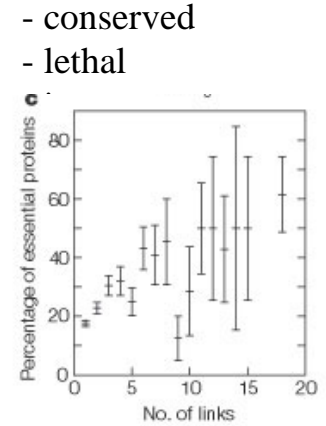 - conserved
- lethal
c
Percentage of essential proteins
80
60
40
20
0
0 5 10 15 20
No. of links